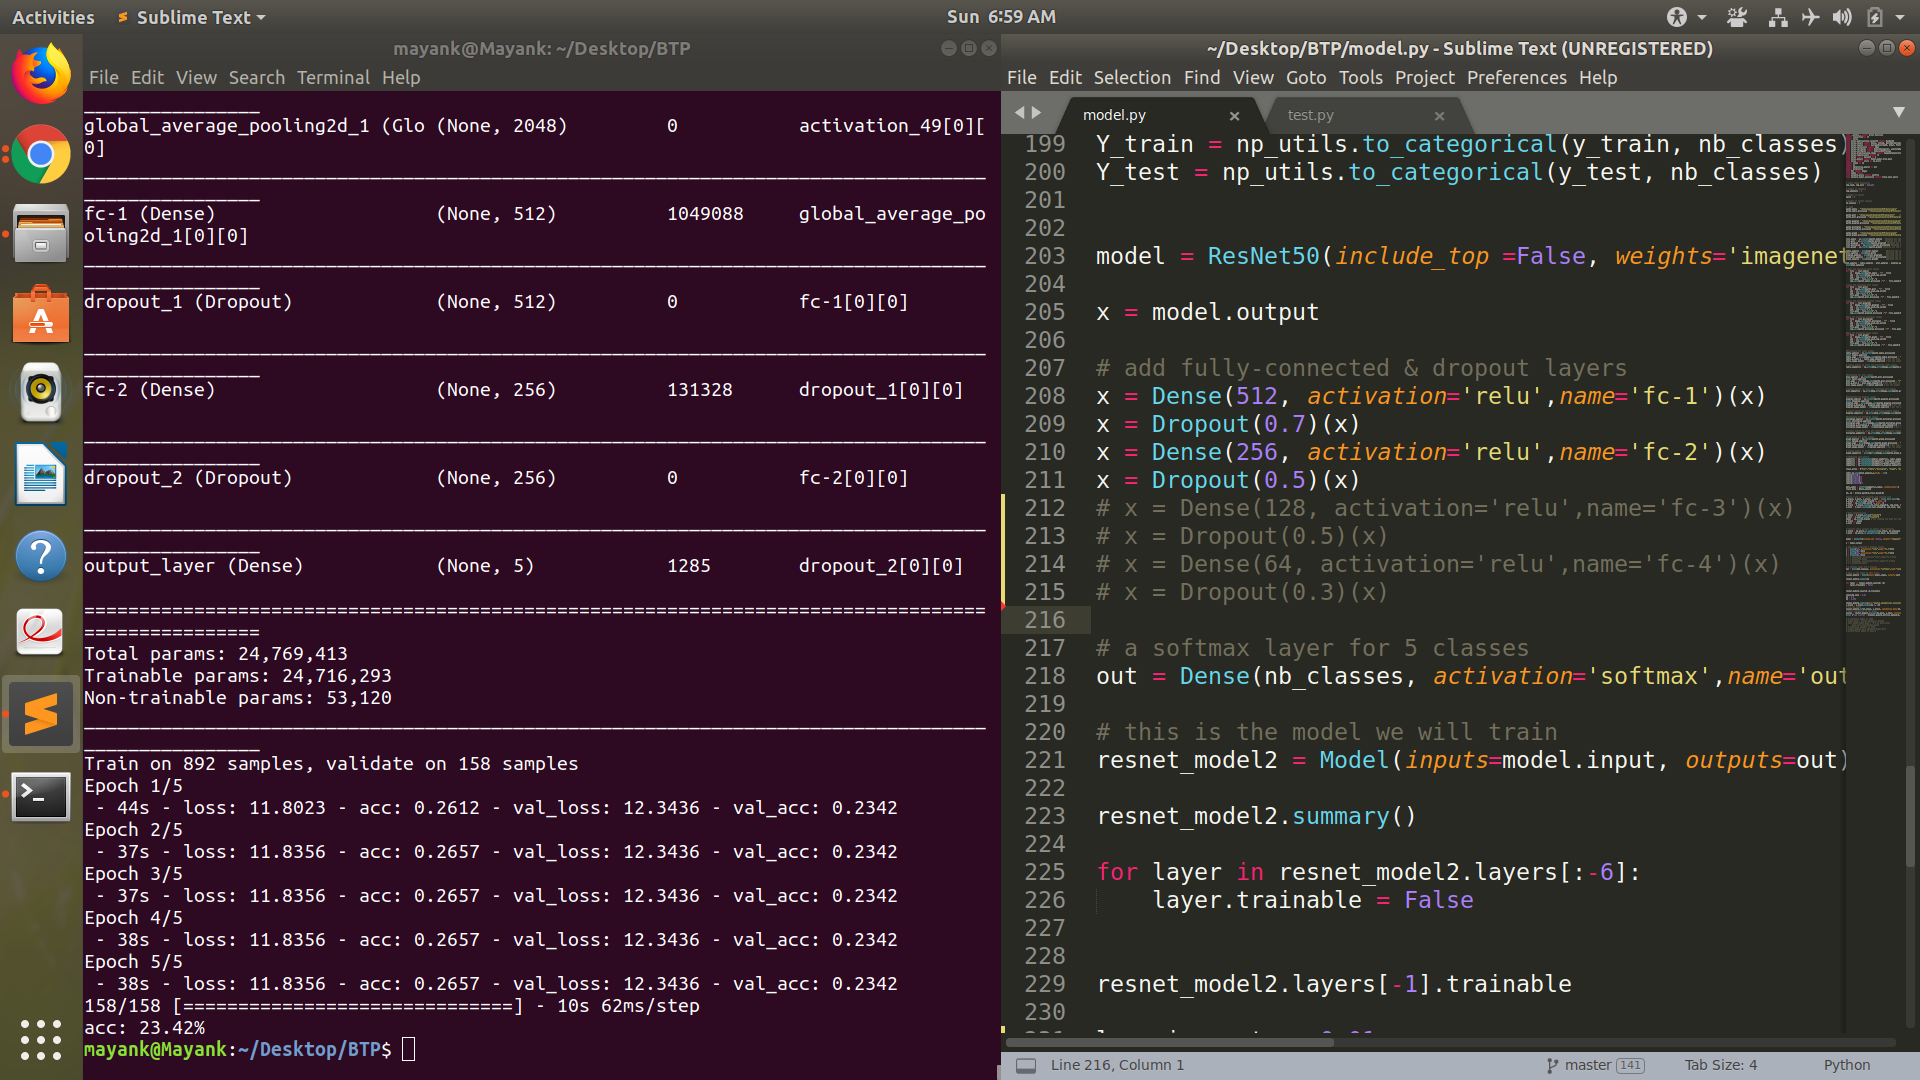 Activities
Sublime Text
Sun 6:59 AM
mayank@Mayank: ~/Desktop/BTP
File Edit View Search Terminal Help
________________
global_average_pooling2d_1 (Glo (None, 2048) 0 activation_49[0][
0]
fc-1 (Dense) (None, 512) 1049088 global_average_po
oling2d_1[0][0]
dropout_1 (Dropout) (None, 512) 0 fc-1[0][0]
fc-2 (Dense) (None, 256) 131328 dropout_1[0][0]
dropout_2 (Dropout) (None, 256) 0 fc-2[0][0]
output_layer (Dense) (None, 5) 1285 dropout_2[0][0]
==================================================================================
================
Total params: 24,769,413
Trainable params: 24,716,293
Non-trainable params: 53,120
Train on 892 samples, validate on 158 samples
Epoch 1/5
- 44s - loss: 11.8023 - acc: 0.2612 - val_loss: 12.3436 - val_acc: 0.2342
Epoch 2/5
- 37s - loss: 11.8356 - acc: 0.2657 - val_loss: 12.3436 - val_acc: 0.2342
Epoch 3/5
- 37s - loss: 11.8356 - acc: 0.2657 - val_loss: 12.3436 - val_acc: 0.2342
Epoch 4/5
- 38s - loss: 11.8356 - acc: 0.2657 - val_loss: 12.3436 - val_acc: 0.2342
Epoch 5/5
- 38s - loss: 11.8356 - acc: 0.2657 - val_loss: 12.3436 - val_acc: 0.2342
158/158 [==============================] - 10s 62ms/step
acc: 23.42%
mayank@Mayank:~/Desktop/BTP$
~/Desktop/BTP/model.py - Sublime Text (UNREGISTERED)
File Edit Selection Find View Goto Tools Project Preferences Help
model.py × test.py ×
199 Y_train = np_utils.to_categorical(y_train, nb_classes)
200 Y_test = np_utils.to_categorical(y_test, nb_classes)
201
202
203 model = ResNet50(include_top =False, weights='imagenet
204
205 x = model.output
206
207 # add fully-connected & dropout layers
208 x = Dense(512, activation='relu',name='fc-1')(x)
209 x = Dropout(0.7)(x)
210 x = Dense(256, activation='relu',name='fc-2')(x)
211 x = Dropout(0.5)(x)
212 # x = Dense(128, activation='relu',name='fc-3')(x)
213 # x = Dropout(0.5)(x)
214 # x = Dense(64, activation='relu',name='fc-4')(x)
215 # x = Dropout(0.3)(x)
216
217 # a softmax layer for 5 classes
218 out = Dense(nb_classes, activation='softmax',name='out
219
220 # this is the model we will train
221 resnet_model2 = Model(inputs=model.input, outputs=out)
222
223 resnet_model2.summary()
224
225 for layer in resnet_model2.layers[:-6]:
226 layer.trainable = False
227
228
229 resnet_model2.layers[-1].trainable
230
Line 216, Column 1
master 141
Tab Size: 4
Python